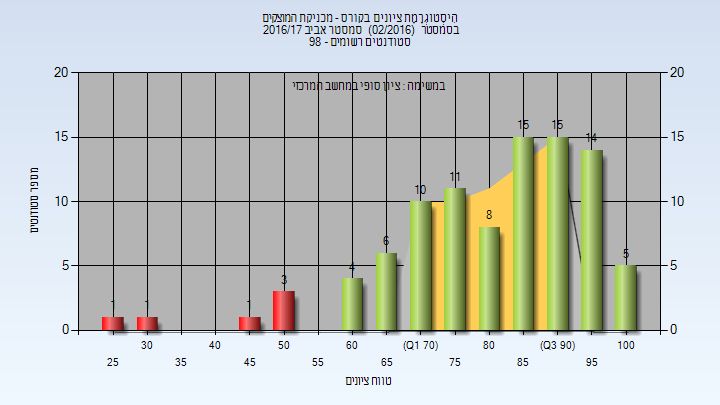 היסטוגרמת ציונים בקורס - מכניקת המוצקים
בסמסטר (02/2016) סמסטר אביב 2016/17
סטודנטים רשומים - 98
במשימה : ציון סופי במחשב המרכזי
מספר סטודנטים
20 20
15 15
10 10
5 5
0 0
1 1 1 3 4 6 10 11 8 15 15 14 5
30 40 50 60 (Q1 70) 80 (Q3 90) 100
25 35 45 55 65 75 85 95
טווח ציונים